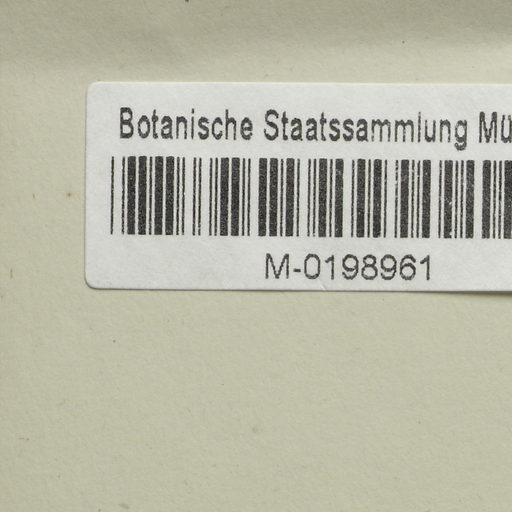 Botanische Staatssammlung Mü
M-0198961